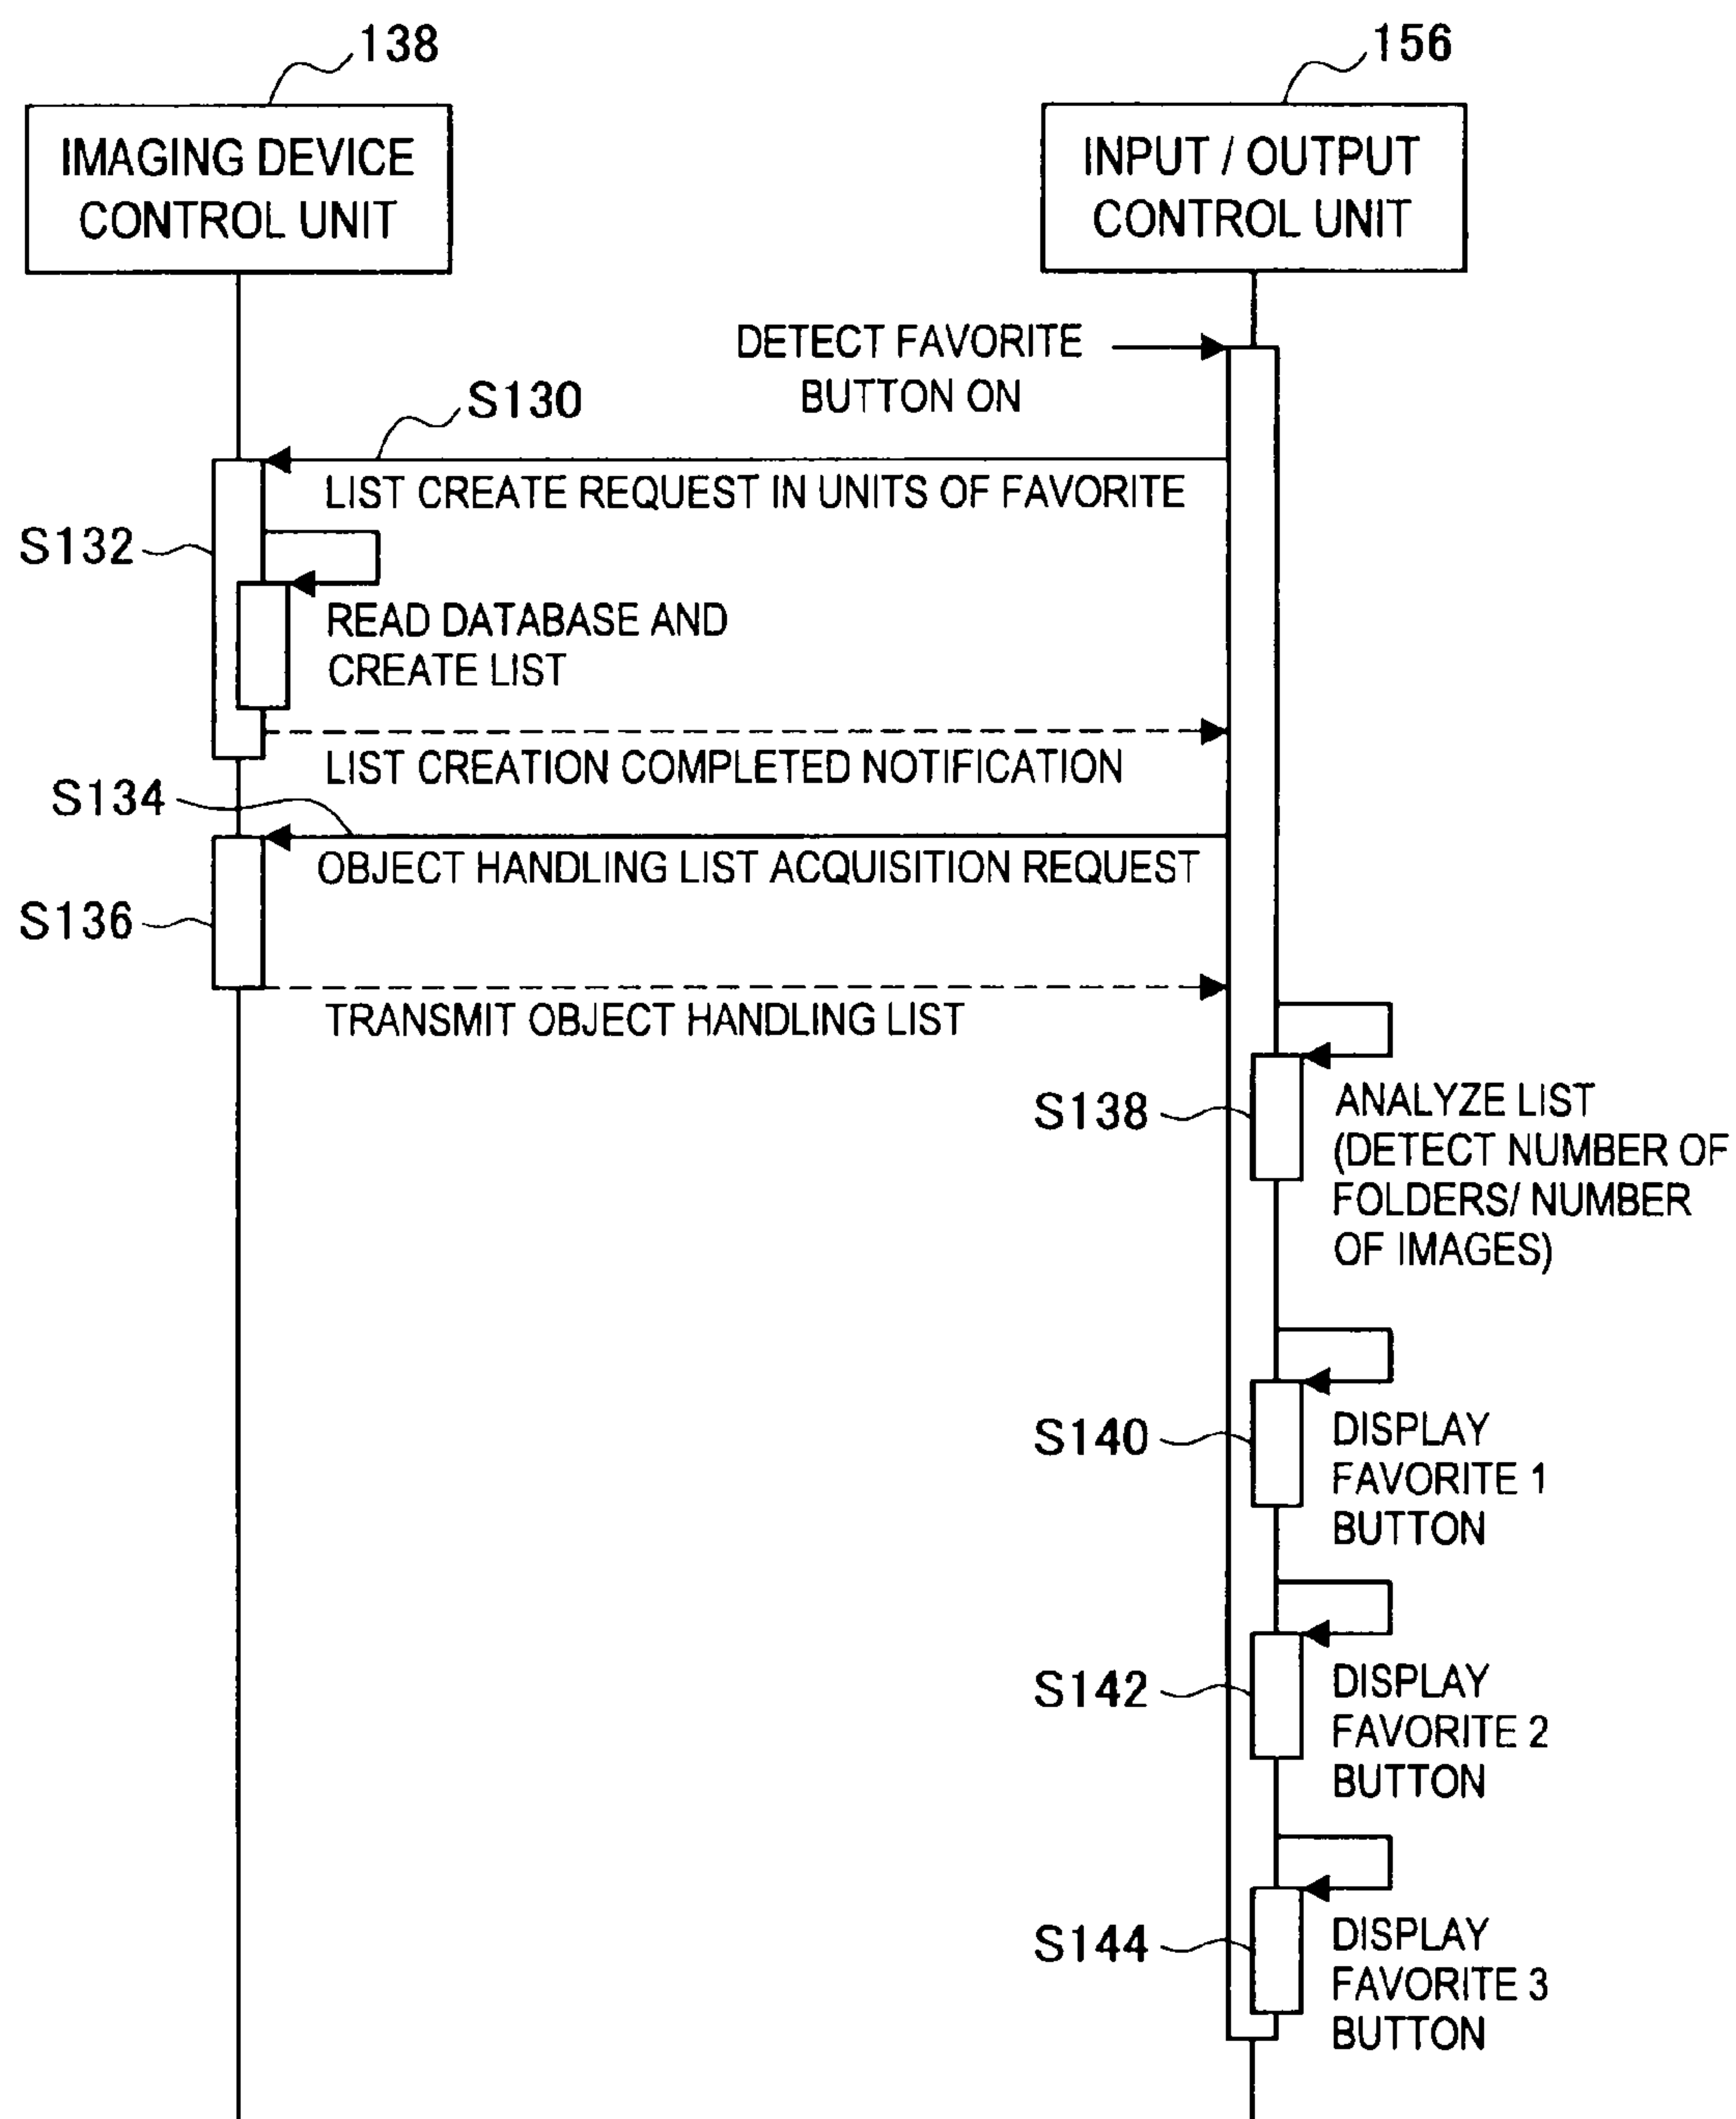 138
156
IMAGING DEVICE
CONTROL UNIT
INPUT / OUTPUT
CONTROL UNIT
DETECT FAVORITE
BUTTON ON
S130
LIST CREATE REQUEST IN UNITS OF FAVORITE
S132
READ DATABASE AND
CREATE LIST
LIST CREATION COMPLETED NOTIFICATION
S134
OBJECT HANDLING LIST ACQUISITION REQUEST
S136
TRANSMIT OBJECT HANDLING LIST
S138
ANALYZE LIST
(DETECT NUMBER OF
FOLDERS/ NUMBER
OF IMAGES)
S140
DISPLAY
FAVORITE 1
BUTTON
S142
DISPLAY
FAVORITE 2
BUTTON
S144
DISPLAY
FAVORITE 3
BUTTON